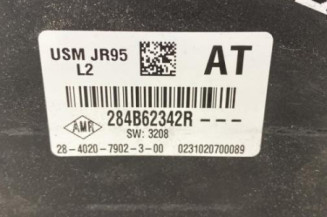 USM JR95
L2
AT
284B62342R---
AMR
SW: 3208
28-4020-7902-3-00 0231020700089